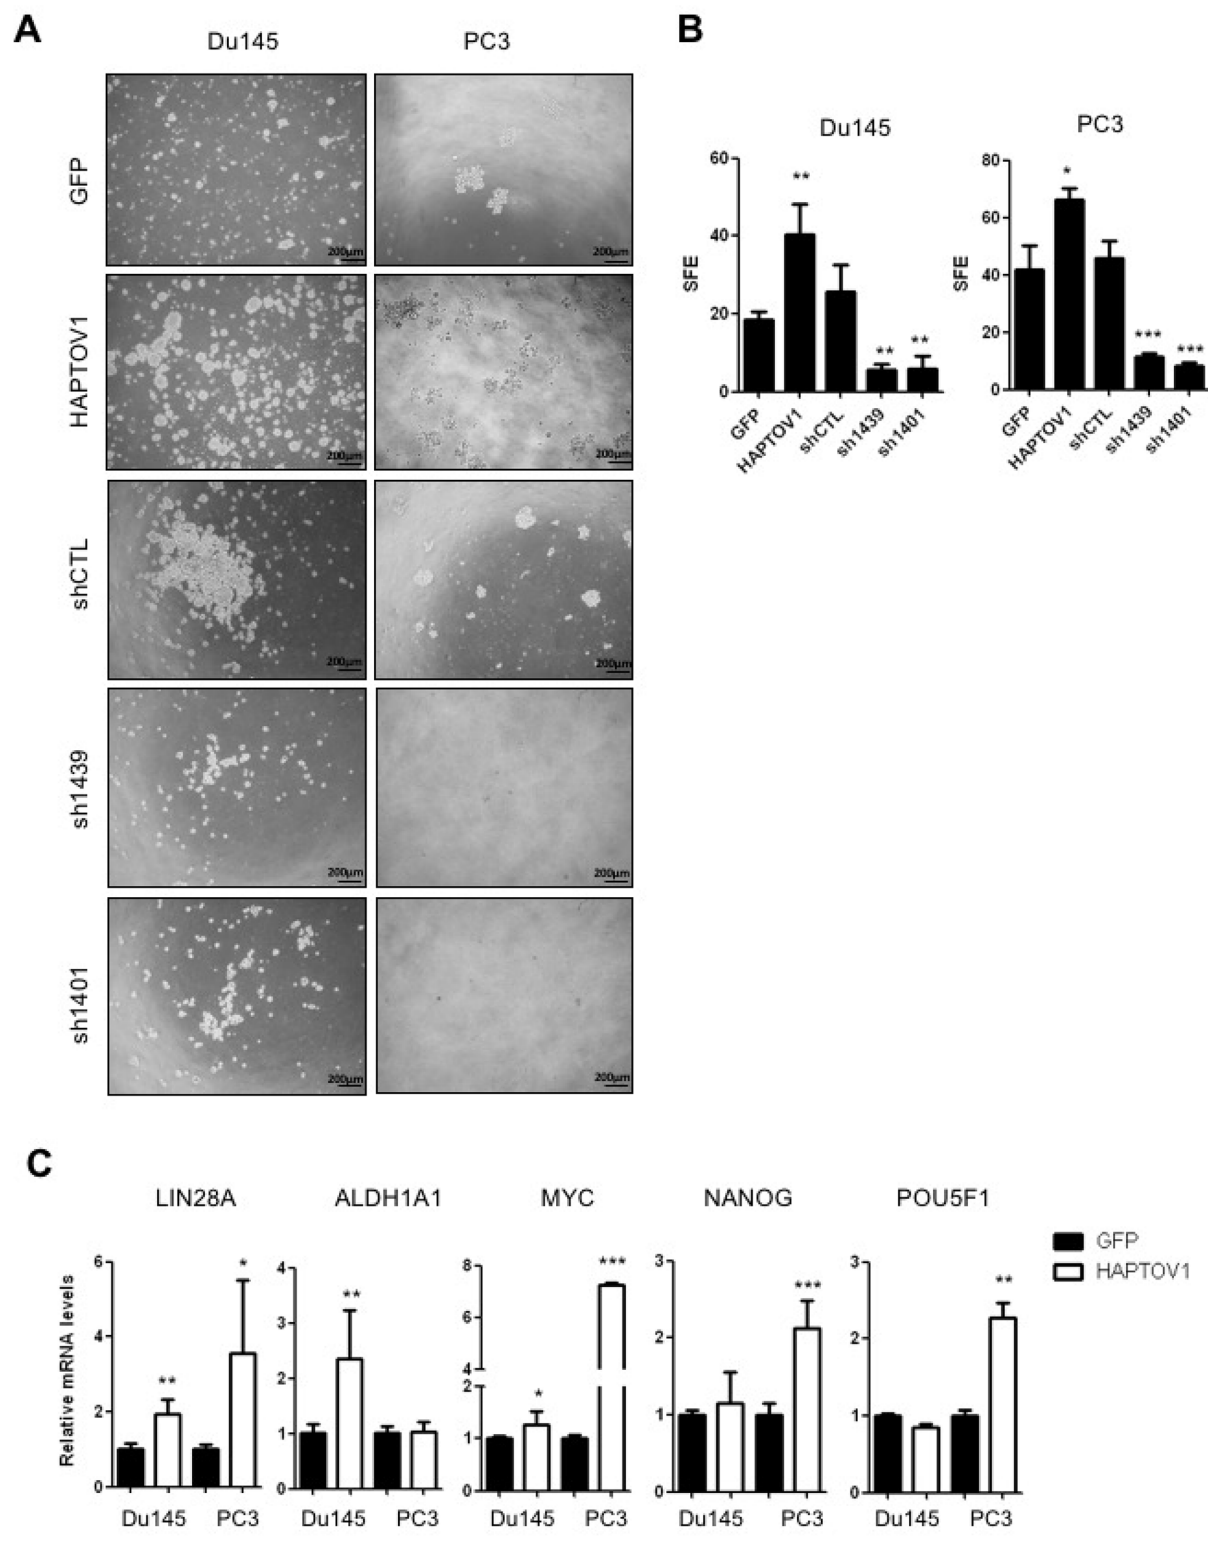 A
Du145 PC3
GFP
200µm 200µm
HAPTOV1
200µm 200µm
shCTL
200µm 200µm
sh1439
200µm 200µm
sh1401
200µm 200µm
B
Du145
SFE
60
40
20
0
**
**
**
GFP HAPTOV1 shCTL sh1439 sh1401
PC3
SFE
80
60
40
20
0
*
***
***
GFP HAPTOV1 shCTL sh1439 sh1401
C
Relative mRNA levels
LIN28A
6
4
2
0
**
*
Du145 PC3
ALDH1A1
4
3
2
1
0
**
Du145 PC3
MYC
8
6
4
2
1
0
*
***
Du145 PC3
NANOG
3
2
1
0
***
Du145 PC3
POU5F1
3
2
1
0
**
Du145 PC3
GFP
HAPTOV1